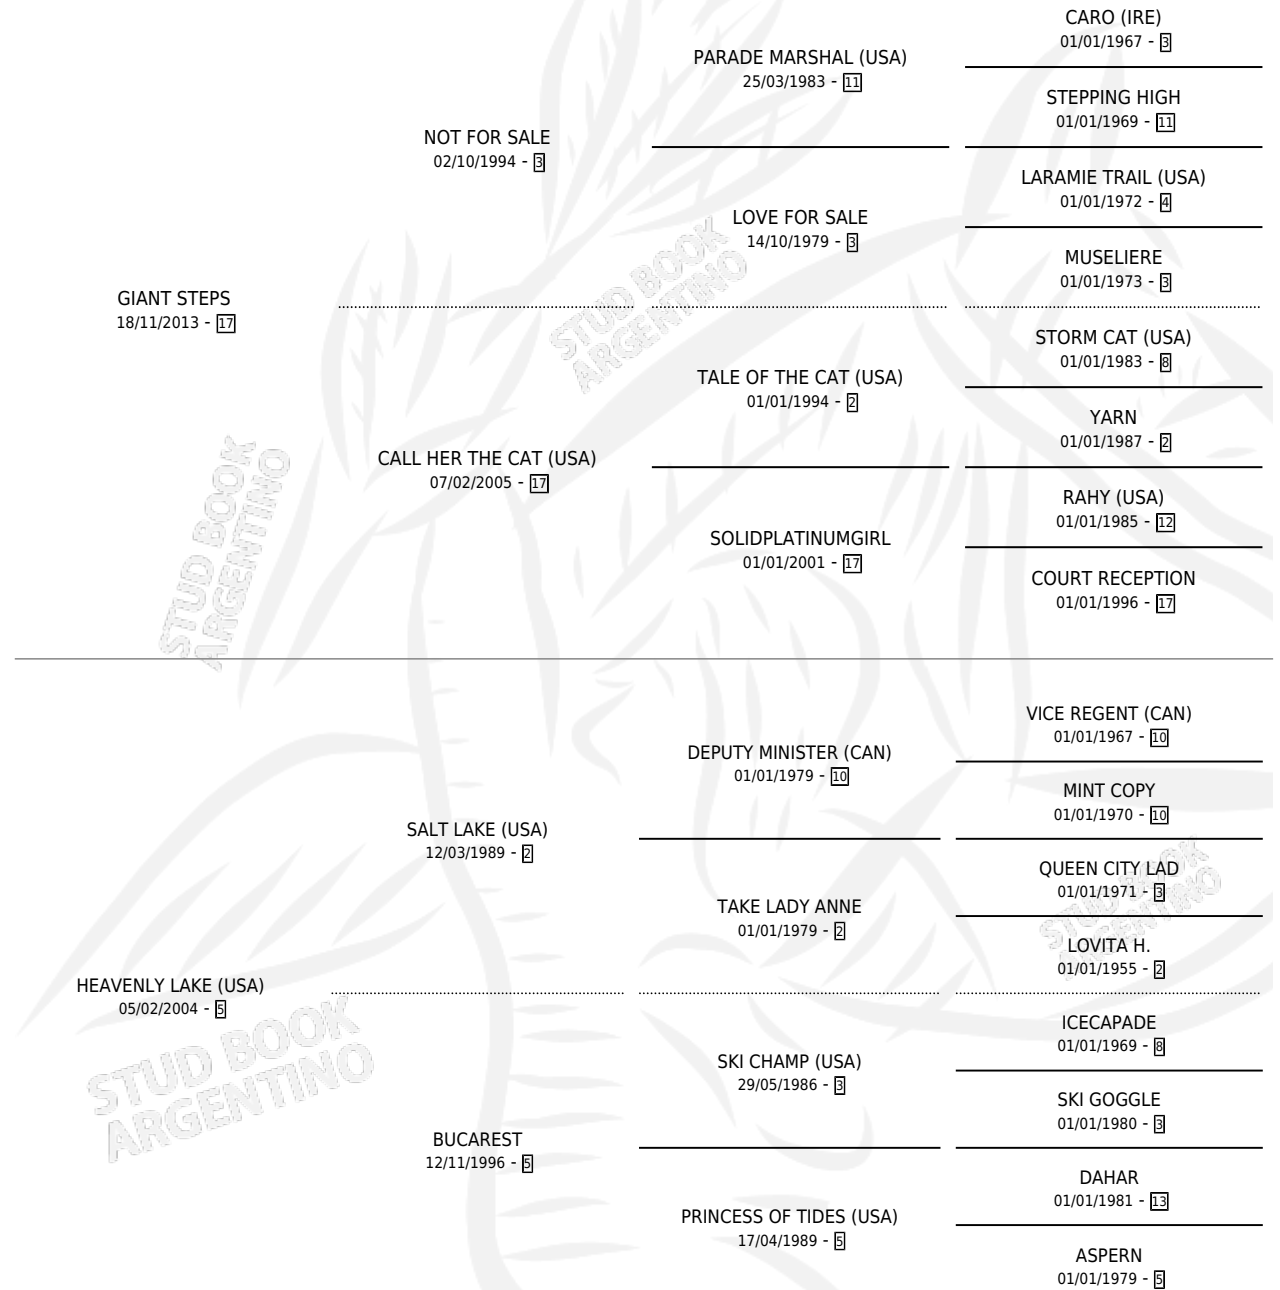 CARO (IRE)
01/01/1967 - 3
PARADE MARSHAL (USA)
25/03/1983 - 11
STEPPING HIGH
01/01/1969 - 11
NOT FOR SALE
02/10/1994 - 3
LARAMIE TRAIL (USA)
01/01/1972 - 4
LOVE FOR SALE
14/10/1979 - 3
MUSELIERE
01/01/1973 - 3
GIANT STEPS
18/11/2013 - 17
STORM CAT (USA)
01/01/1983 - 8
TALE OF THE CAT (USA)
01/01/1994 - 2
YARN
01/01/1987 - 2
CALL HER THE CAT (USA)
07/02/2005 - 17
RAHY (USA)
01/01/1985 - 12
SOLIDPLATINUMGIRL
01/01/2001 - 17
COURT RECEPTION
01/01/1996 - 17
VICE REGENT (CAN)
01/01/1967 - 10
DEPUTY MINISTER (CAN)
01/01/1979 - 10
MINT COPY
01/01/1970 - 10
SALT LAKE (USA)
12/03/1989 - 2
QUEEN CITY LAD
01/01/1971 - 3
TAKE LADY ANNE
01/01/1979 - 2
LOVITA H.
01/01/1955 - 2
HEAVENLY LAKE (USA)
05/02/2004 - 5
ICECAPADE
01/01/1969 - 8
SKI CHAMP (USA)
29/05/1986 - 3
SKI GOGGLE
01/01/1980 - 3
BUCAREST
12/11/1996 - 5
DAHAR
01/01/1981 - 13
PRINCESS OF TIDES (USA)
17/04/1989 - 5
ASPERN
01/01/1979 - 5
STUD BOOK
ARGENTINO
STUD BOOK
ARGENTINO
STUD BOOK
ARGENTINO
STUD BOOK
ARGENTINO